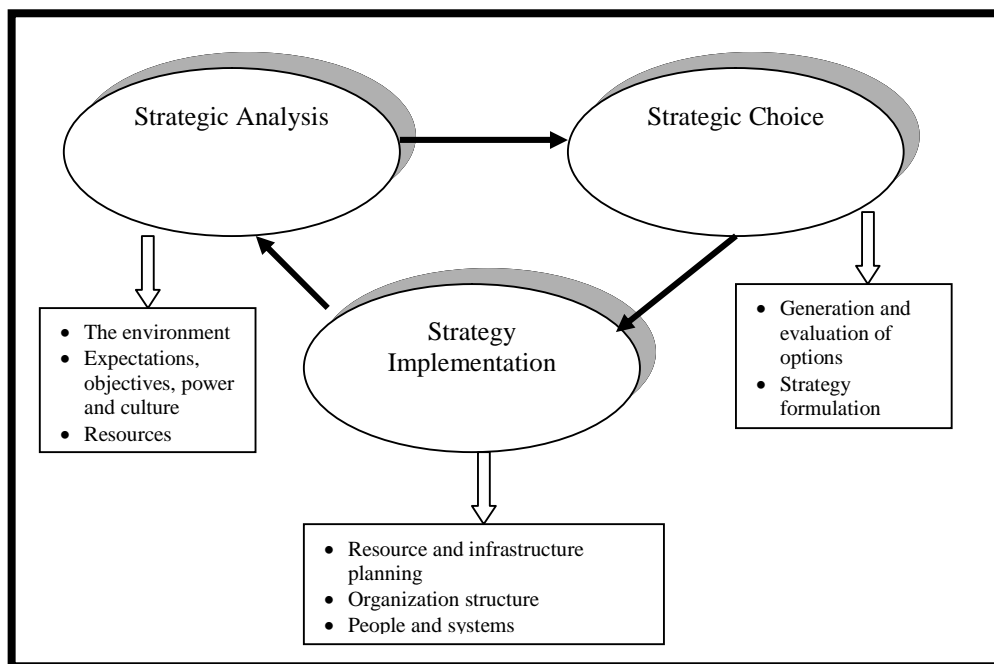 Strategic Analysis
Strategic Choice
Strategy
Implementation
• The environment
• Expectations,
objectives, power
and culture
• Resources
• Generation and
evaluation of
options
• Strategy
formulation
• Resource and infrastructure
planning
• Organization structure
• People and systems